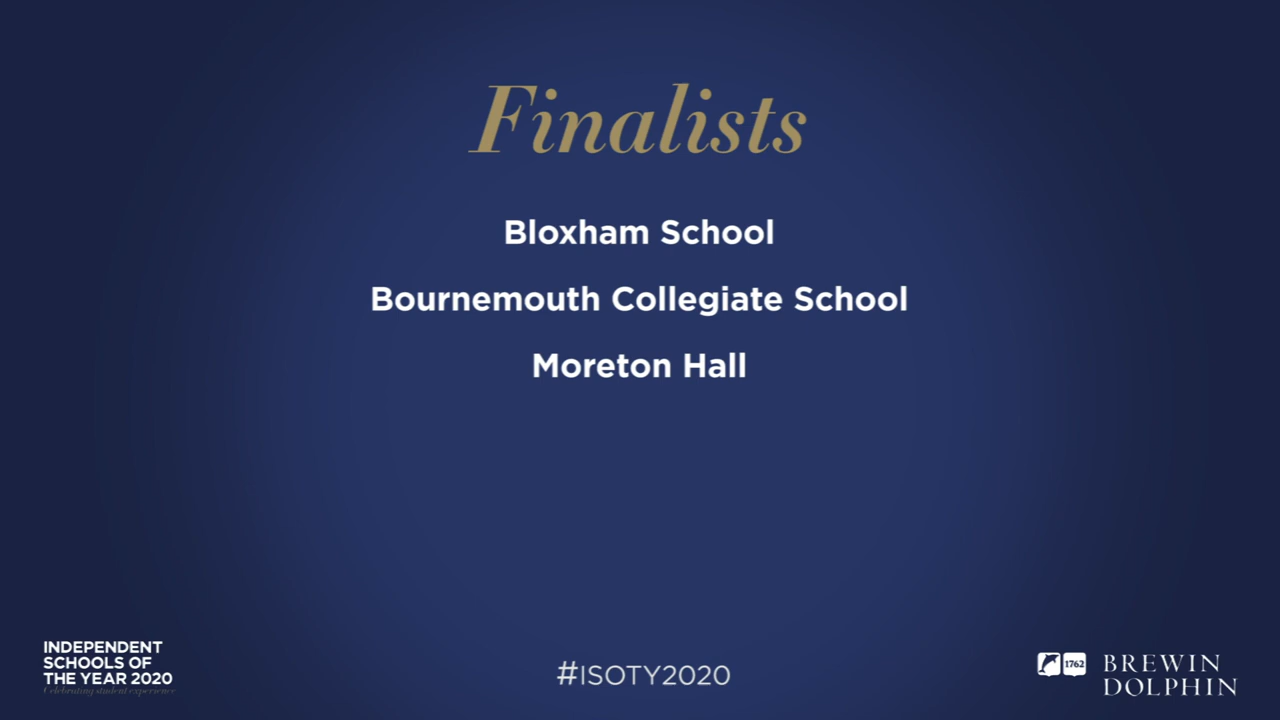 Finalists
Bloxham School
Bournemouth Collegiate School
Moreton Hall
INDEPENDENT
SCHOOLS OF
THE YEAR 2020
Celebrating student experience
#ISOTY2020
1762
BREWIN
DOLPHIN